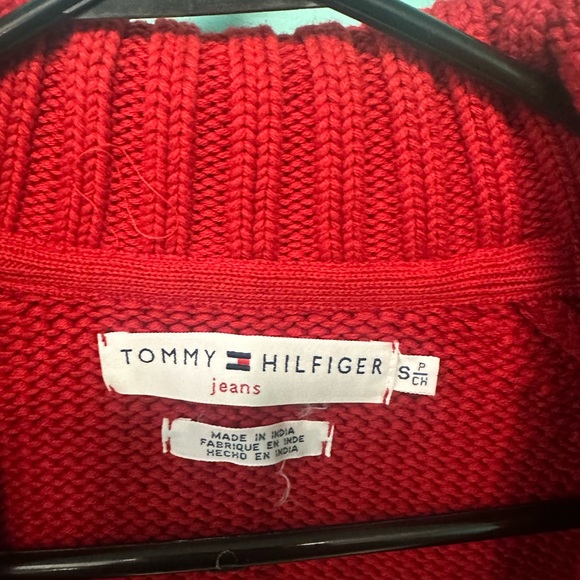 TOMMY HILFIGER
jeans
S P
CH
MADE IN INDIA
FABRIQUE EN INDE
HECHO EN INDIA